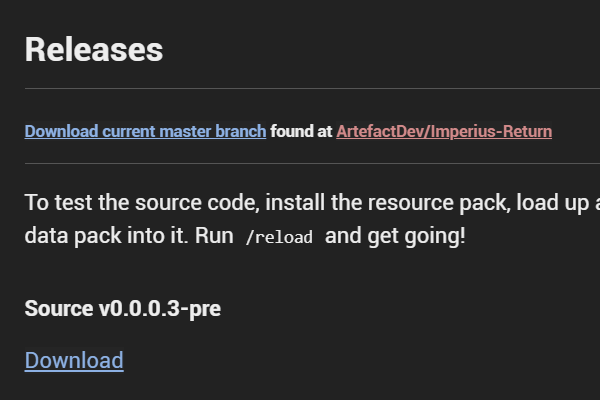 Releases
Download current master branch found at ArtefactDev/Imperius-Return
To test the source code, install the resource pack, load up
data pack into it. Run /reload and get going!
Source v0.0.0.3-pre
Download